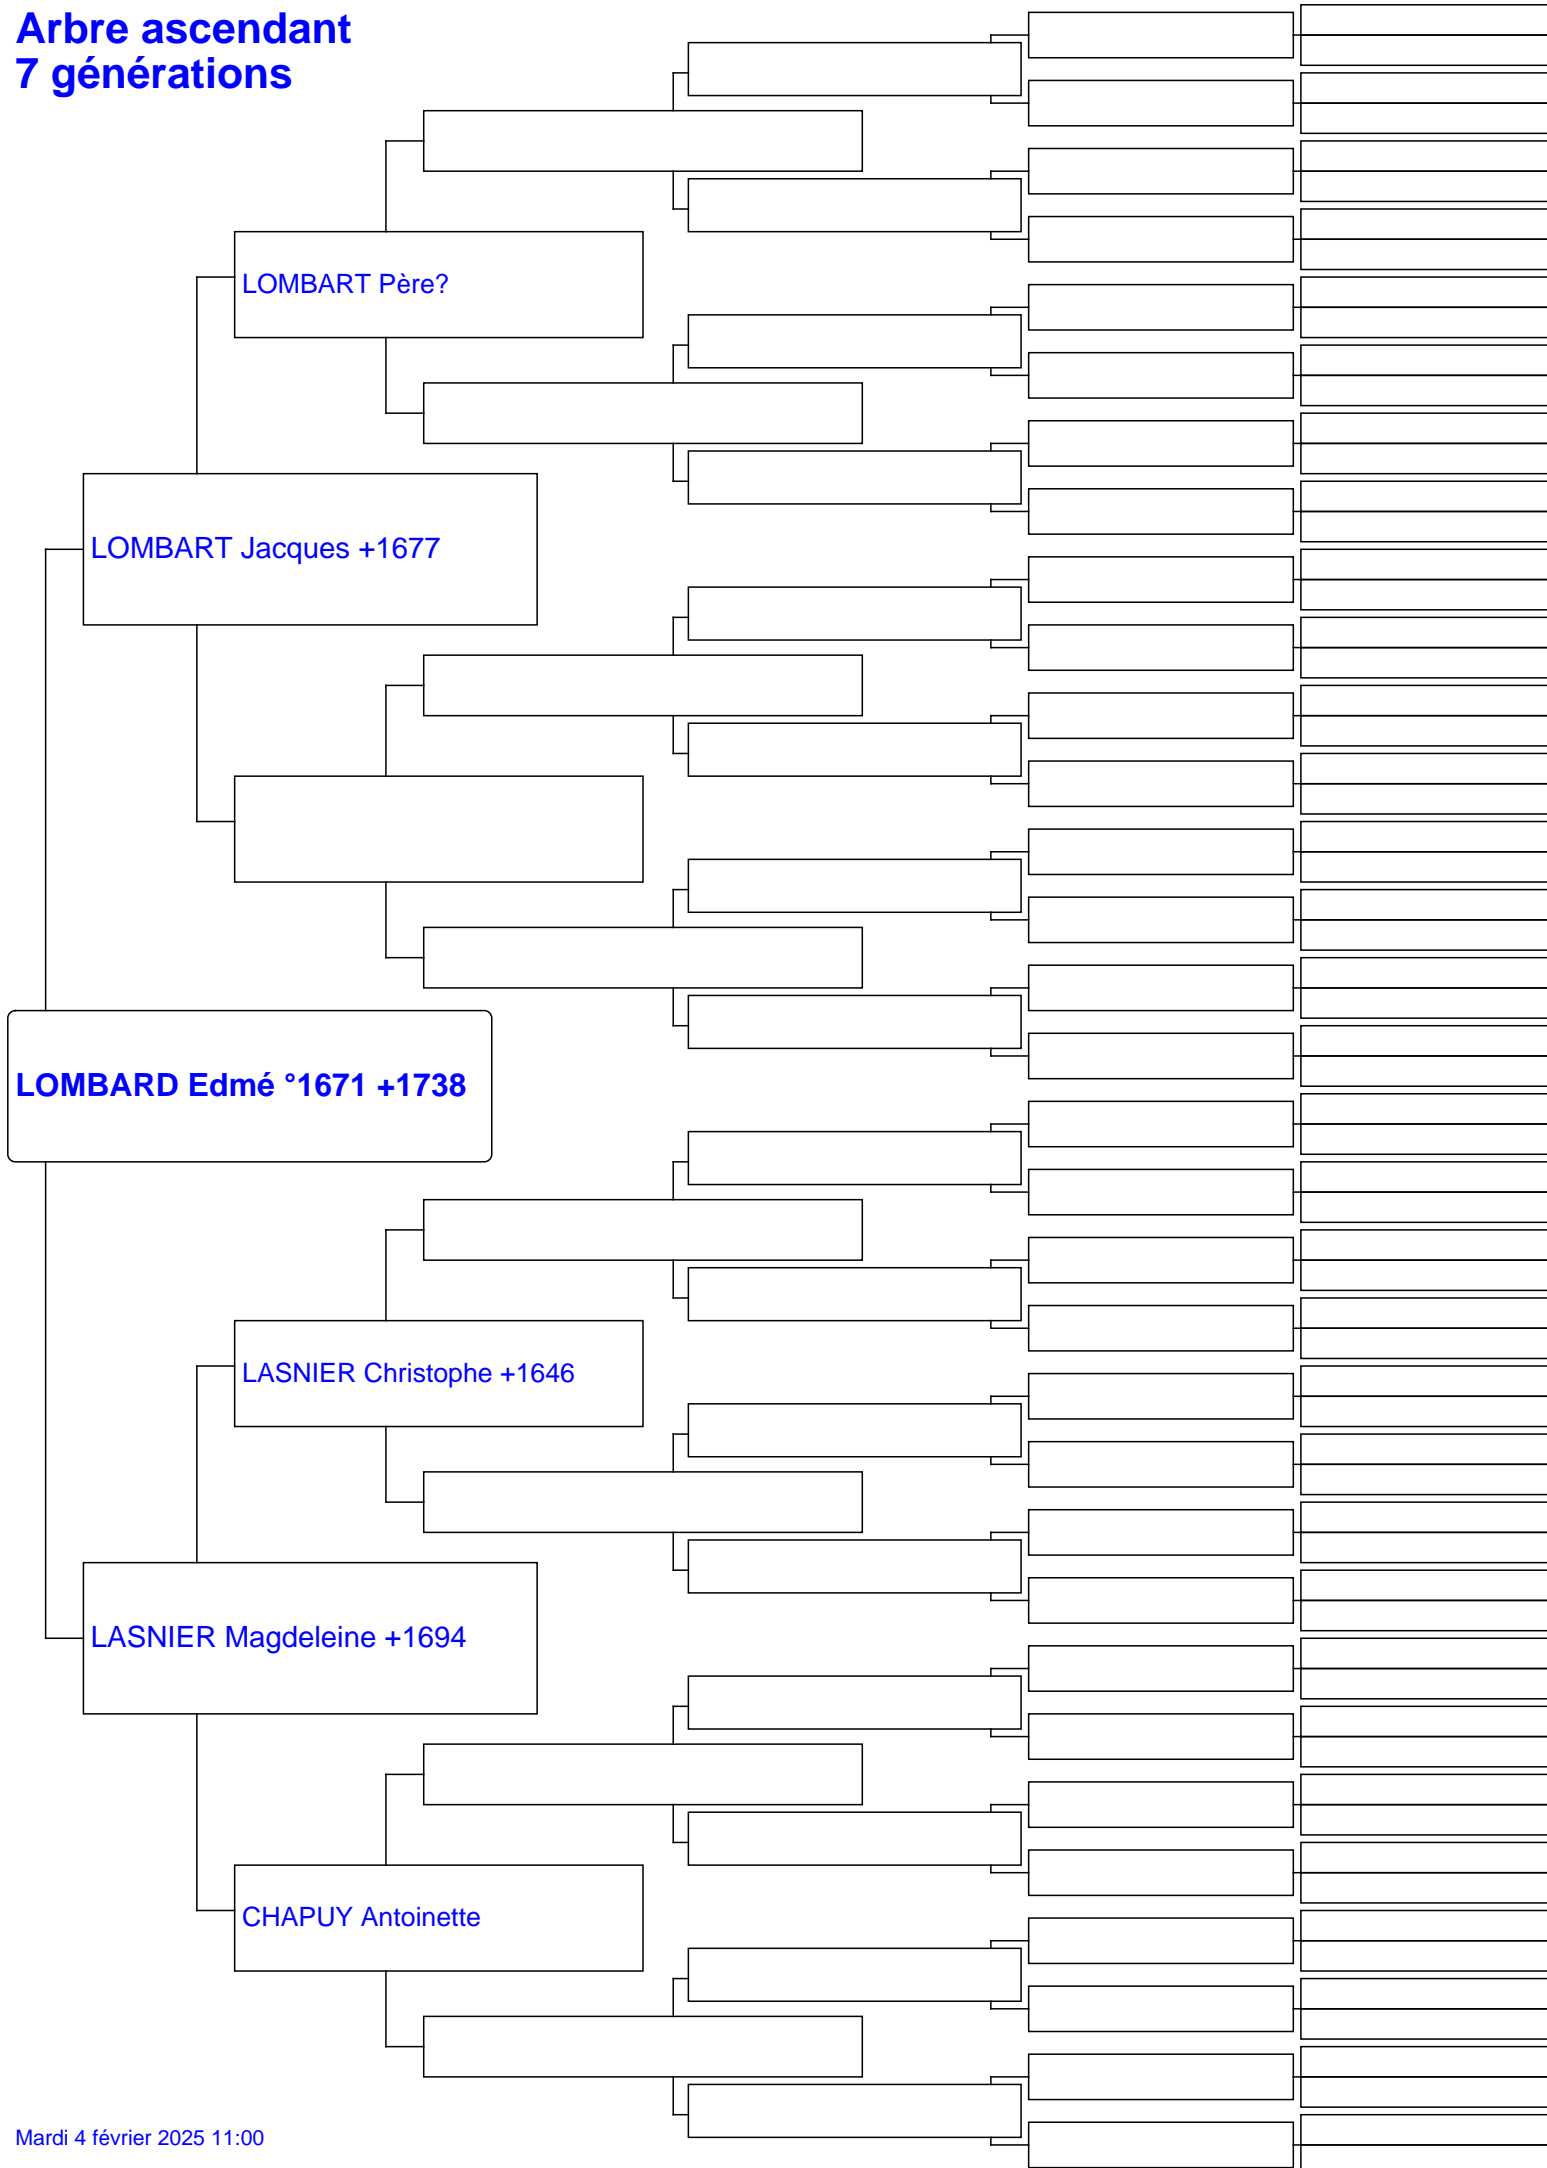 Arbre ascendant
7 générations
LOMBART Père?
LOMBART Jacques +1677
LOMBARD Edmé °1671 +1738
LASNIER Christophe +1646
LASNIER Magdeleine +1694
CHAPUY Antoinette
Mardi 4 février 2025 11:00